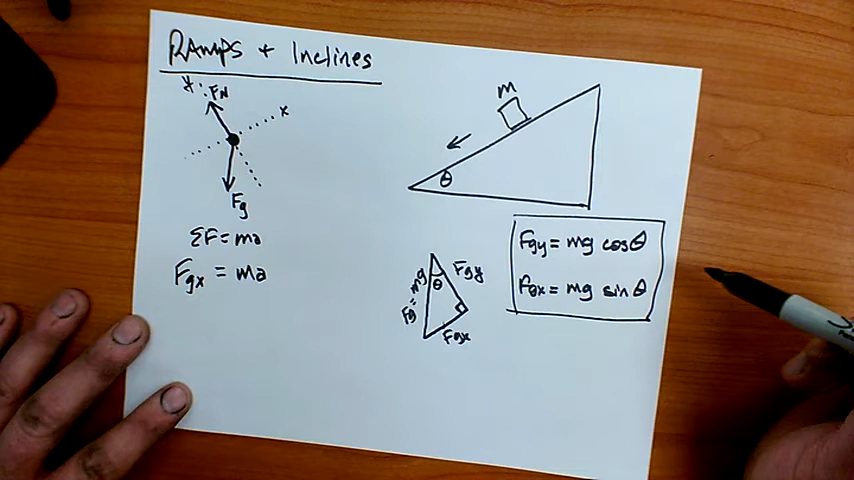 RAMPS + Inclines
y
FN
x
Fg
ΣF = ma
Fgx = ma
m
θ
Fgy = mg cosθ
Fgx = mg sinθ
Fg = mg
θ
Fgy
Fgx